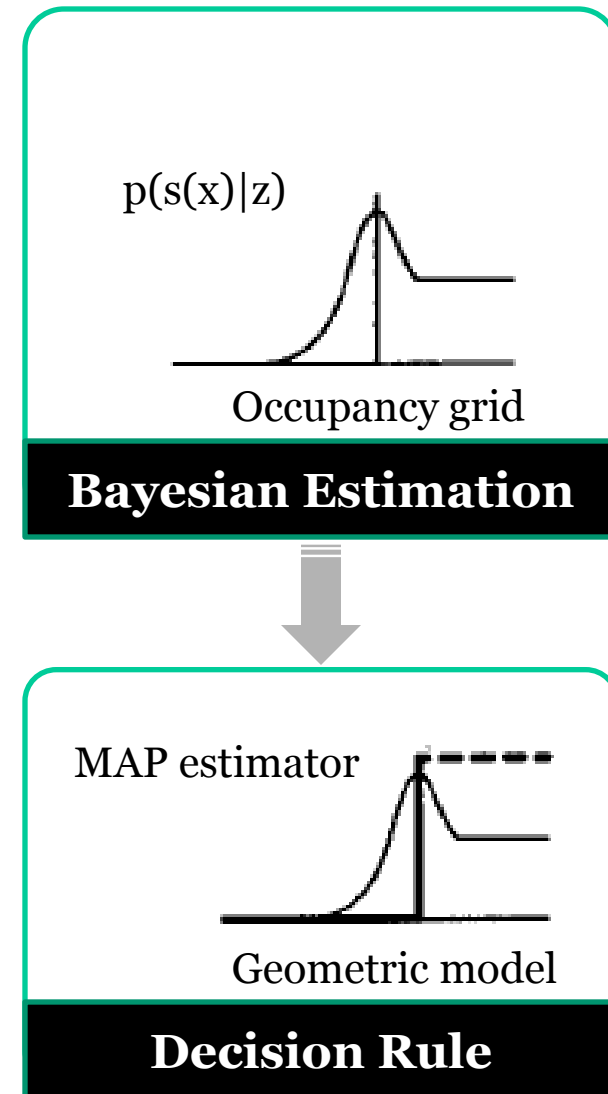 p(s(x)|z)
Occupancy grid
Bayesian Estimation
MAP estimator
Geometric model
Decision Rule